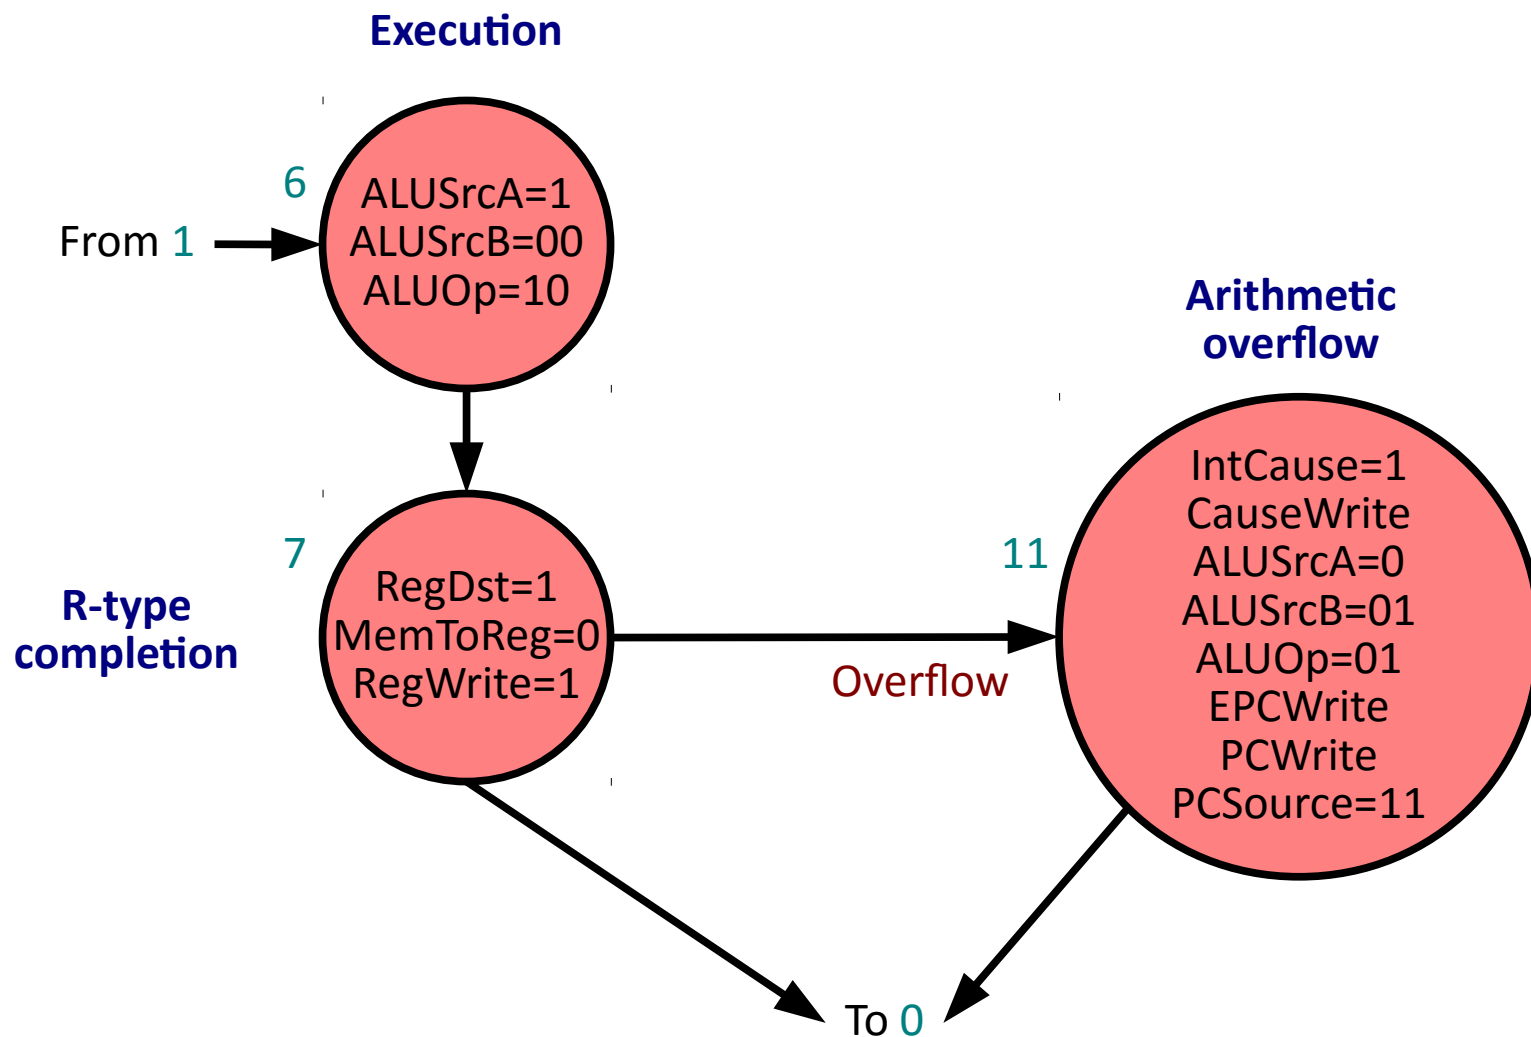 Execution
6
ALUSrcA=1
ALUSrcB=00
ALUOp=10
From 1
Arithmetic
overflow
7
RegDst=1
MemToReg=0
RegWrite=1
R-type
completion
Overflow
11
IntCause=1
CauseWrite
ALUSrcA=0
ALUSrcB=01
ALUOp=01
EPCWrite
PCWrite
PCSource=11
To 0